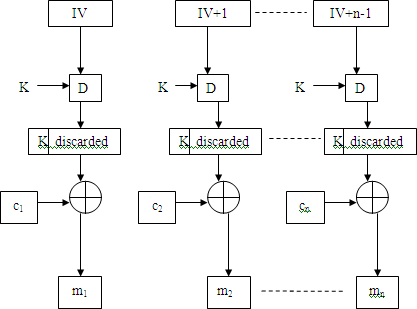 IV IV+1 IV+n-1
K D K D K D
K discarded K discarded K discarded
c1 c2 cn
m1 m2 mn